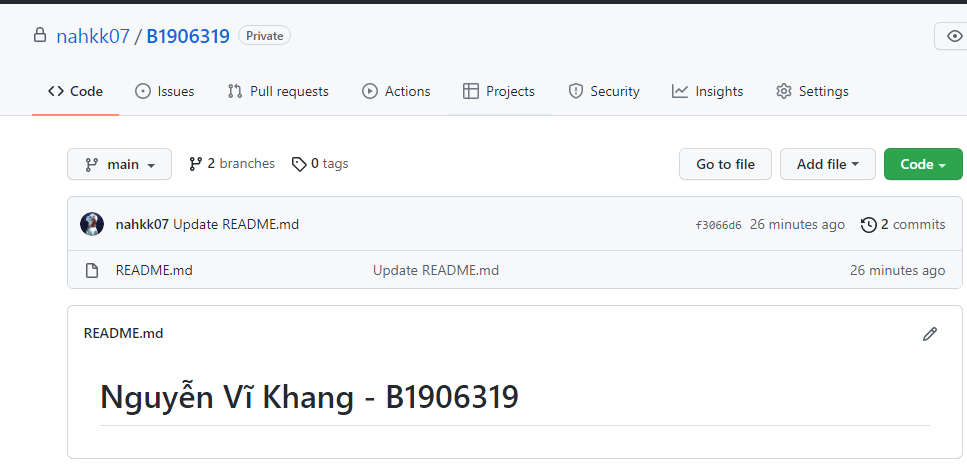 nahkk07 / B1906319 Private
Code Issues Pull requests Actions Projects Security Insights Settings
main 2 branches 0 tags Go to file Add file Code
nahkk07 Update README.md f3066d6 26 minutes ago 2 commits
README.md Update README.md 26 minutes ago
README.md
Nguyễn Vĩ Khang - B1906319